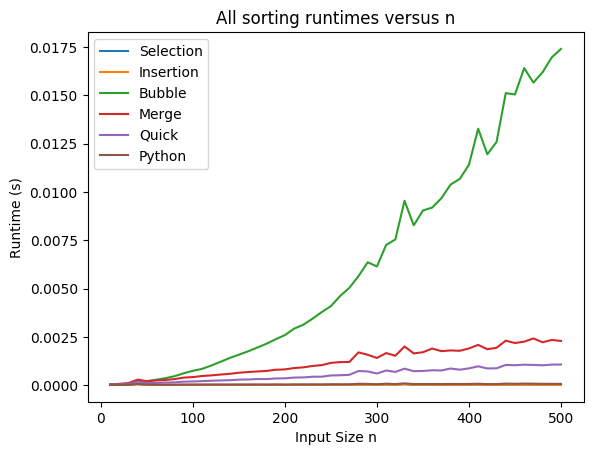 All sorting runtimes versus n
Selection
Insertion
Bubble
Merge
Quick
Python
0.0175
0.0150
0.0125
0.0100
0.0075
0.0050
0.0025
0.0000
Runtime (s)
0 100 200 300 400 500
Input Size n